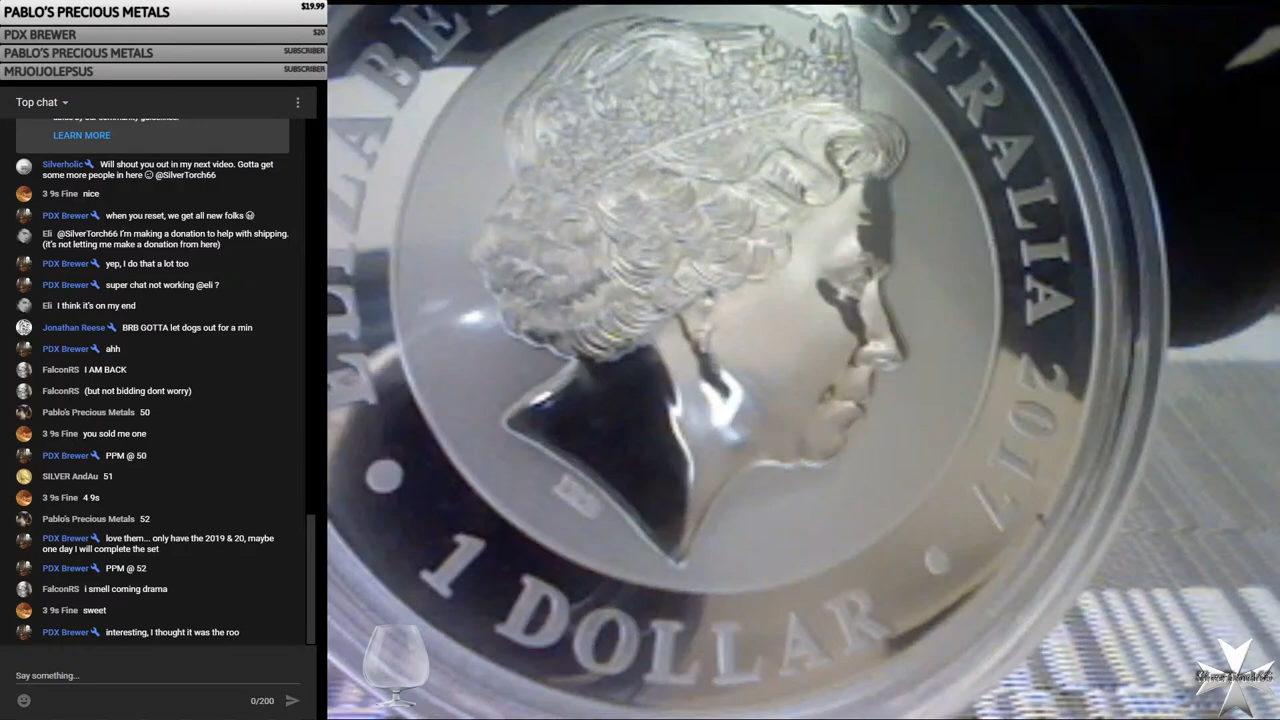 PABLO'S PRECIOUS METALS $19.99
PDX BREWER $20
PABLO'S PRECIOUS METALS SUBSCRIBER
MRJOIJOLEPSUS SUBSCRIBER
Top chat
LEARN MORE
Silverholic Will shout you out in my next video. Gotta get
some more people in here @SilverTorch66
3 9s Fine nice
PDX Brewer when you reset, we get all new folks
Eli @SilverTorch66 I'm making a donation to help with shipping.
(it's not letting me make a donation from here)
PDX Brewer yep, I do that a lot too
PDX Brewer super chat not working @eli ?
Eli I think it's on my end
Jonathan Reese BRB GOTTA let dogs out for a min
PDX Brewer ahh
FalconRS I AM BACK
FalconRS (but not bidding dont worry)
Pablo's Precious Metals 50
3 9s Fine you sold me one
PDX Brewer PPM @ 50
SILVER AndAu 51
3 9s Fine 4 9s
Pablo's Precious Metals 52
PDX Brewer love them... only have the 2019 & 20, maybe
one day I will complete the set
PDX Brewer PPM @ 52
FalconRS i smell coming drama
3 9s Fine sweet
PDX Brewer interesting, I thought it was the roo
Say something...
0/200
STRALIA 2017
1 DOLLAR